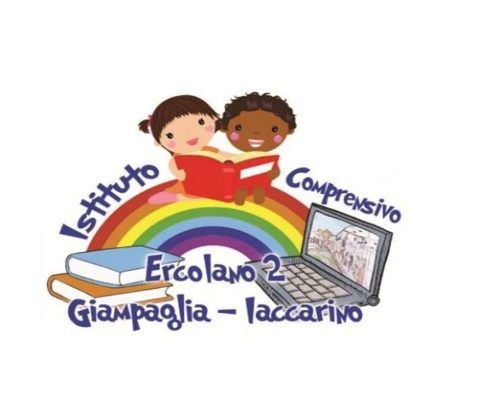 Istituto
Comprensivo
Ercolano 2
Giampaglia – Iaccarino